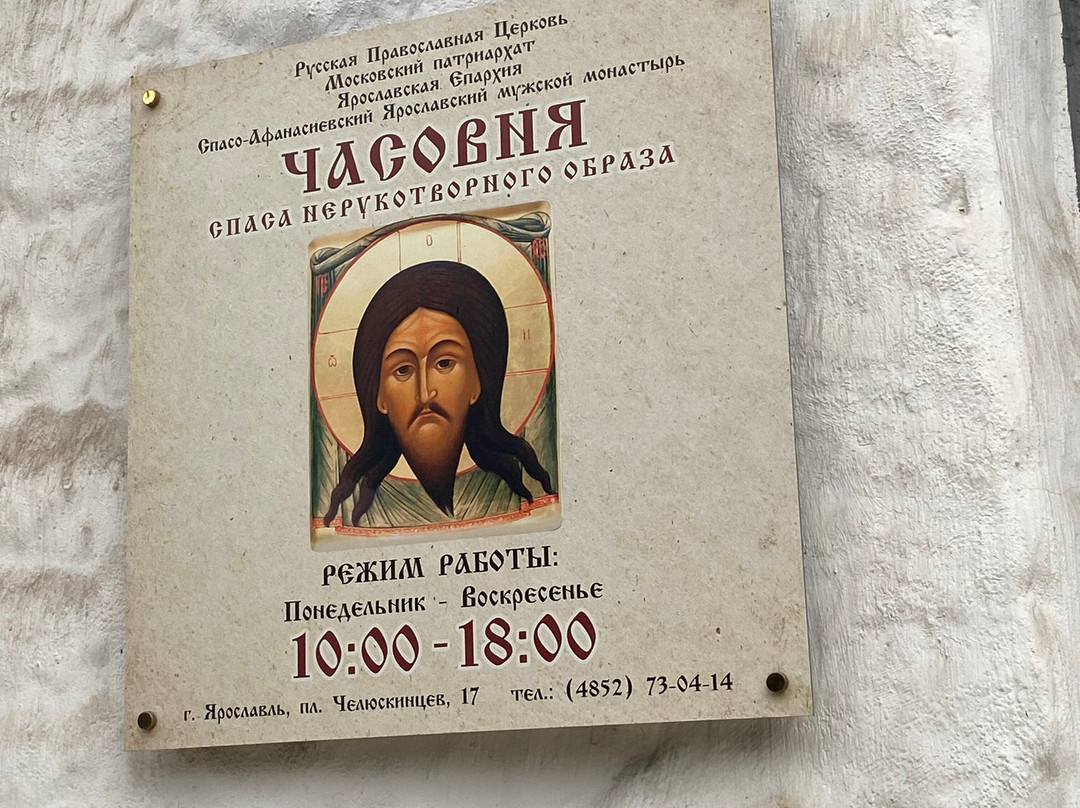 Русская Православная Церковь
Московский патриархат
Ярославская Епархия
Спасо-Афанасиевский Ярославский мужской монастырь
ЧАСОВНЯ
СПАСА НЕРУКОТВОРНОГО ОБРАЗА
О
Ѿ
Н
РЕЖИМ РАБОТЫ:
Понедельник - Воскресенье
10:00 - 18:00
г. Ярославль, пл. Челюскинцев, 17 тел.: (4852) 73-04-14